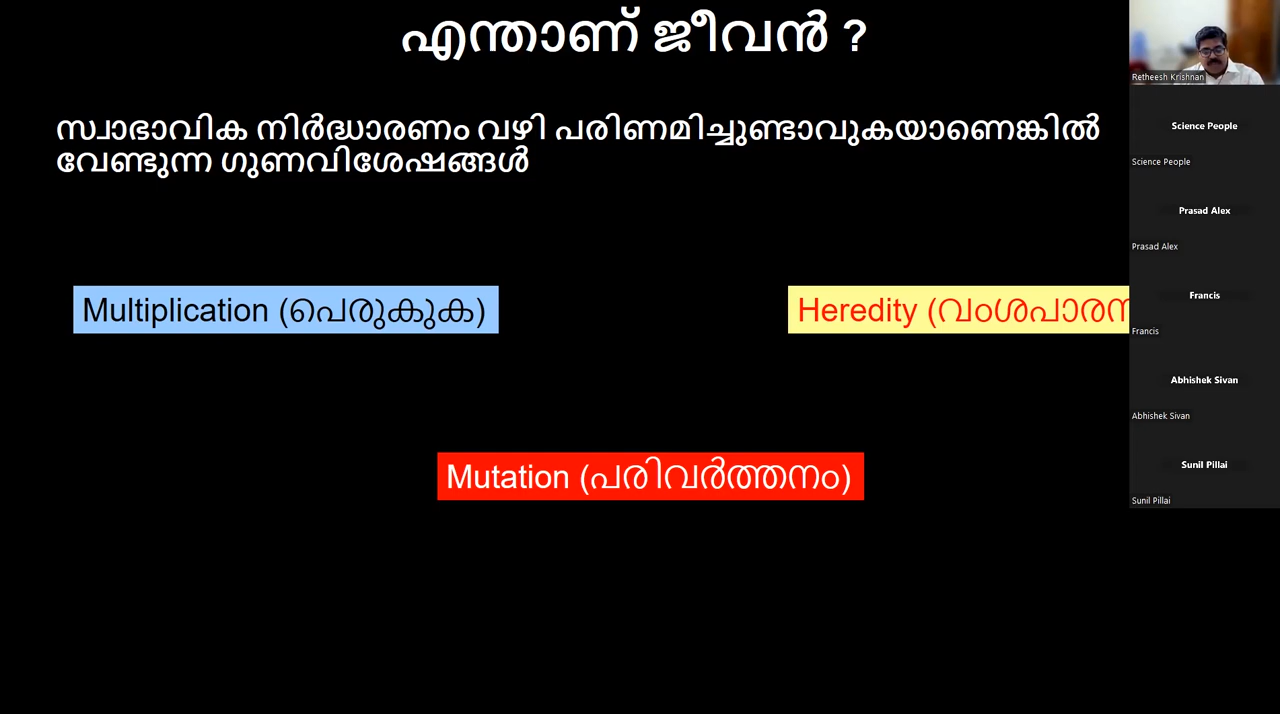 എന്താണ് ജീവൻ ?
സ്വാഭാവിക നിർദ്ധാരണം വഴി പരിണമിച്ചുണ്ടാവുകയാണെങ്കിൽ
വേണ്ടുന്ന ഗുണവിശേഷങ്ങൾ
Multiplication (പെരുകുക)
Heredity
Mutation (പരിവർത്തനം)
Retheesh Krishnan
Science People
Science People
Prasad Alex
Prasad Alex
Francis
Francis
Abhishek Sivan
Abhishek Sivan
Sunil Pillai
Sunil Pillai